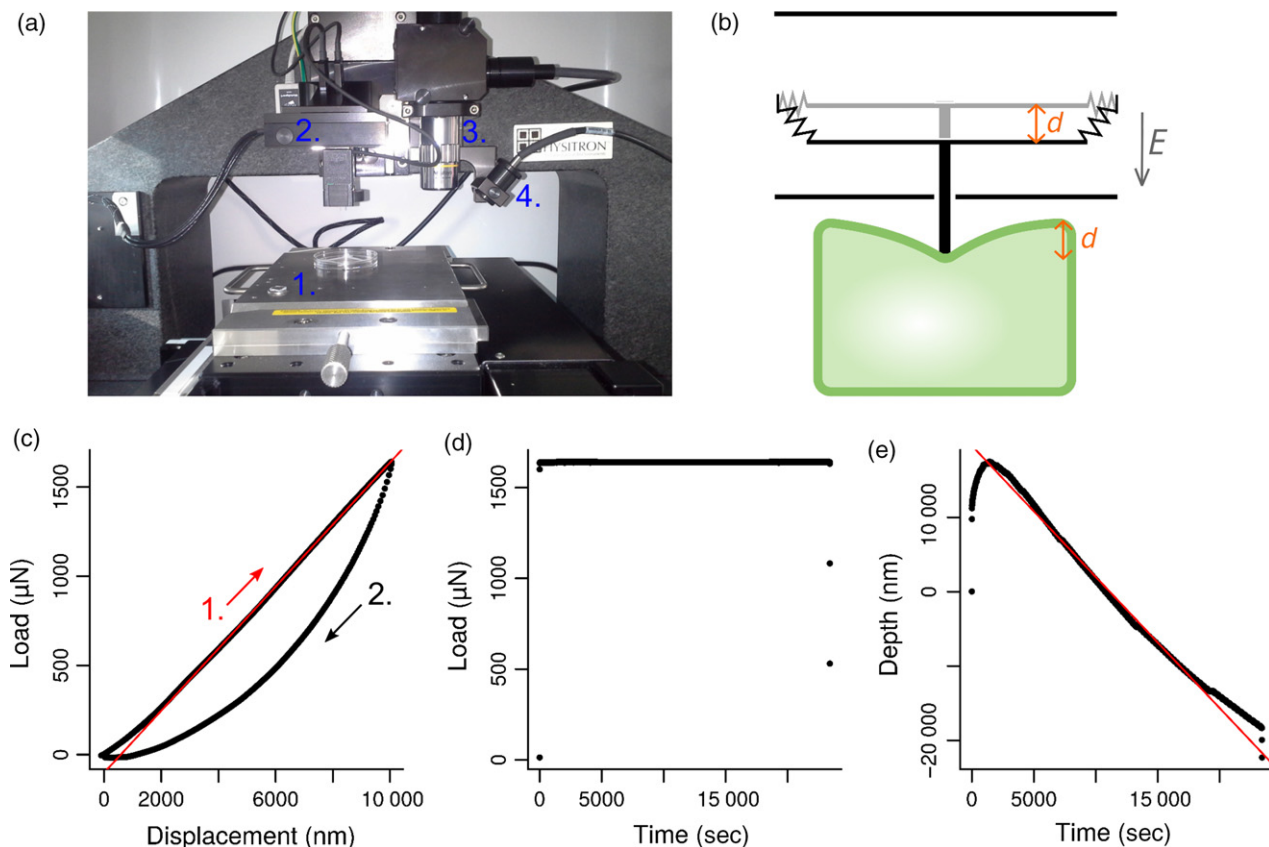 (a)
2.
3.
HYSITRON
4.
1.
(b)
d
E
d
(c)
Load (µN)
1500
1000
500
0
1.
2.
0 2000 6000 10 000
Displacement (nm)
(d)
Load (µN)
1500
1000
500
0
0 5000 15 000
Time (sec)
(e)
Depth (nm)
10 000
0
−20 000
0 5000 15 000
Time (sec)